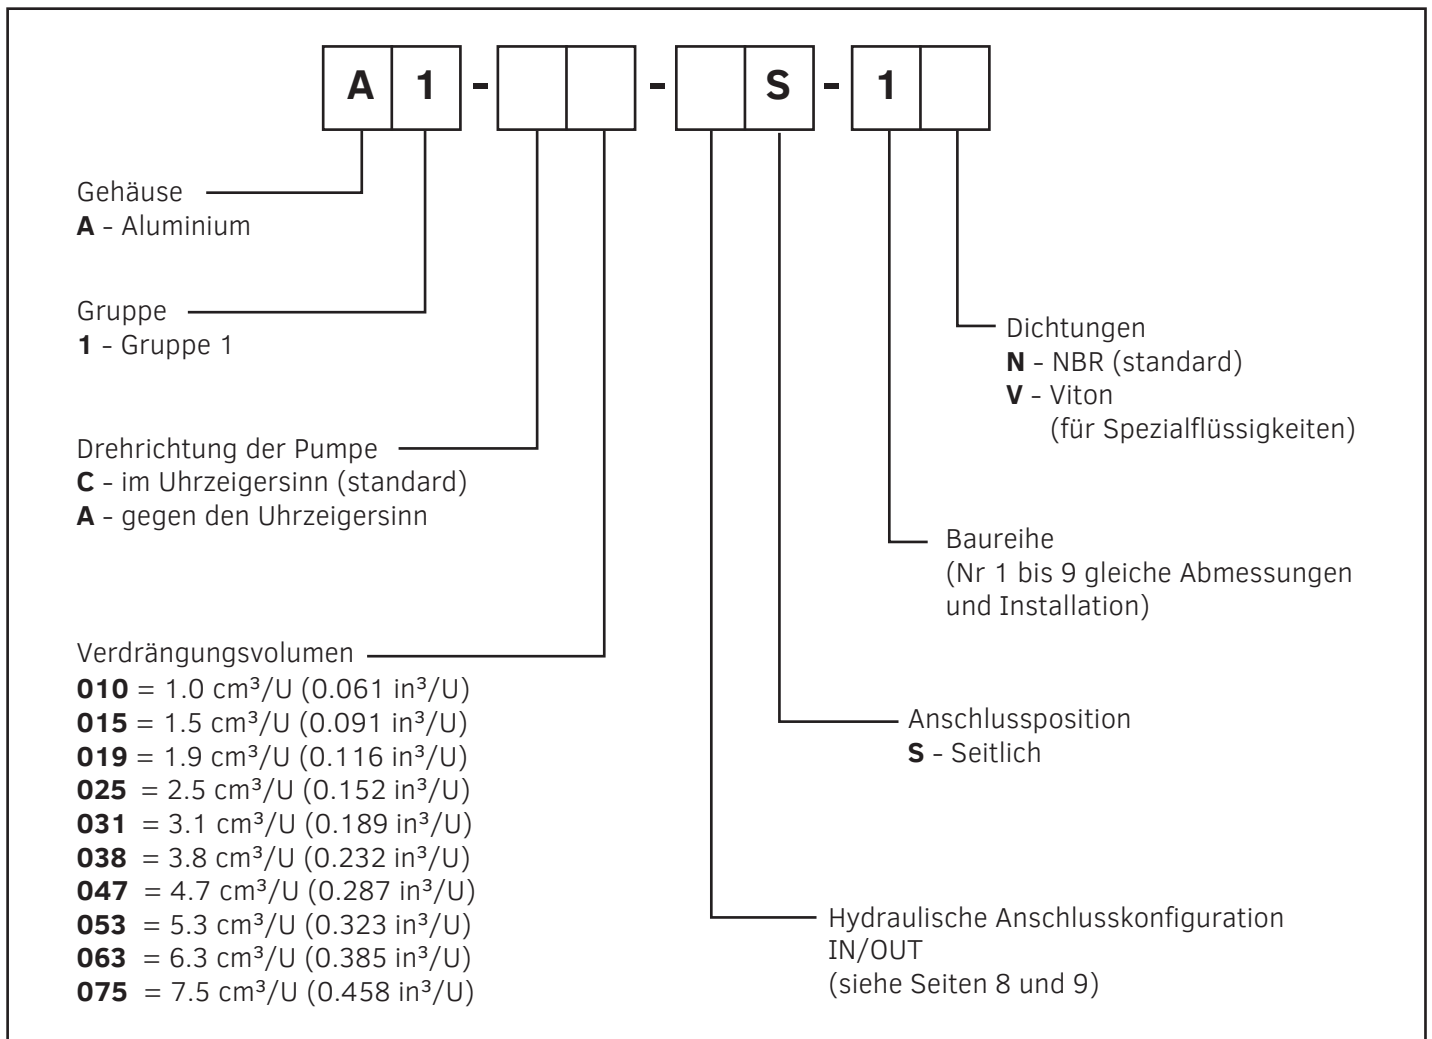 A 1 - - S - 1
Gehäuse
A - Aluminium
Gruppe
1 - Gruppe 1
Drehrichtung der Pumpe
C - im Uhrzeigersinn (standard)
A - gegen den Uhrzeigersinn
Verdrängungsvolumen
010 = 1.0 cm³/U (0.061 in³/U)
015 = 1.5 cm³/U (0.091 in³/U)
019 = 1.9 cm³/U (0.116 in³/U)
025 = 2.5 cm³/U (0.152 in³/U)
031 = 3.1 cm³/U (0.189 in³/U)
038 = 3.8 cm³/U (0.232 in³/U)
047 = 4.7 cm³/U (0.287 in³/U)
053 = 5.3 cm³/U (0.323 in³/U)
063 = 6.3 cm³/U (0.385 in³/U)
075 = 7.5 cm³/U (0.458 in³/U)
Dichtungen
N - NBR (standard)
V - Viton
(für Spezialflüssigkeiten)
Baureihe
(Nr 1 bis 9 gleiche Abmessungen
und Installation)
Anschlussposition
S - Seitlich
Hydraulische Anschlusskonfiguration
IN/OUT
(siehe Seiten 8 und 9)